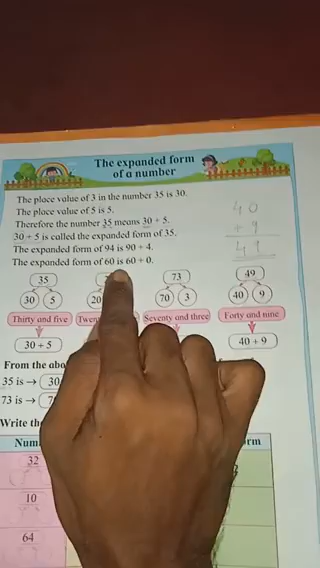 The expanded form
of a number
The place value of 3 in the number 35 is 30.
The place value of 5 is 5.
Therefore the number 35 means 30 + 5.
30 + 5 is called the expanded form of 35.
The expanded form of 94 is 90 + 4.
The expanded form of 60 is 60 + 0.
40
+ 9
49
35 73 49
30 5 20 70 3 40 9
Thirty and five Seventy and three Forty and nine
30 + 5 40 + 9
From the
35 is → 30
73 is →
Write
32
10
64